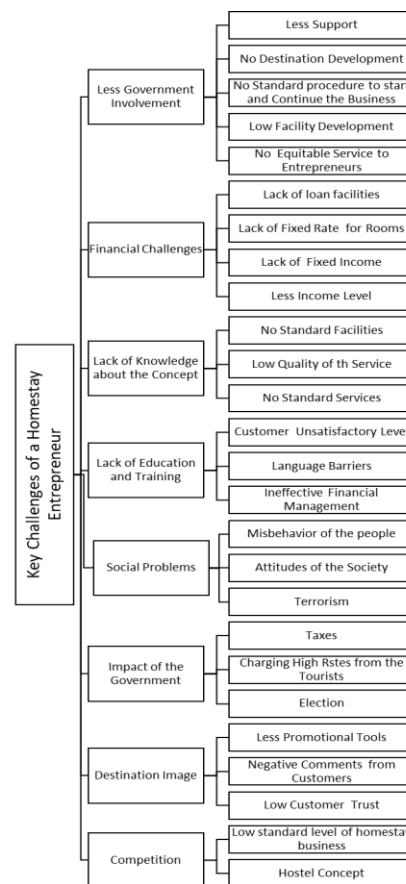 Key Challenges of a Homestay
Entrepreneur
Less Government
Involvement
Less Support
No Destination Development
No Standard procedure to start
and Continue the Business
Low Facility Development
No Equitable Service to
Entrepreneurs
Financial Challenges
Lack of loan facilities
Lack of Fixed Rate for Rooms
Lack of Fixed Income
Less Income Level
Lack of Knowledge
about the Concept
No Standard Facilities
Low Quality of th Service
No Standard Services
Lack of Education
and Training
Customer Unsatisfactory Level
Language Barriers
Ineffective Financial
Management
Social Problems
Misbehavior of the people
Attitudes of the Society
Terrorism
Impact of the
Government
Taxes
Charging High Rstes from the
Tourists
Election
Destination Image
Less Promotional Tools
Negative Comments from
Customers
Low Customer Trust
Competition
Low standard level of homestay
business
Hostel Concept